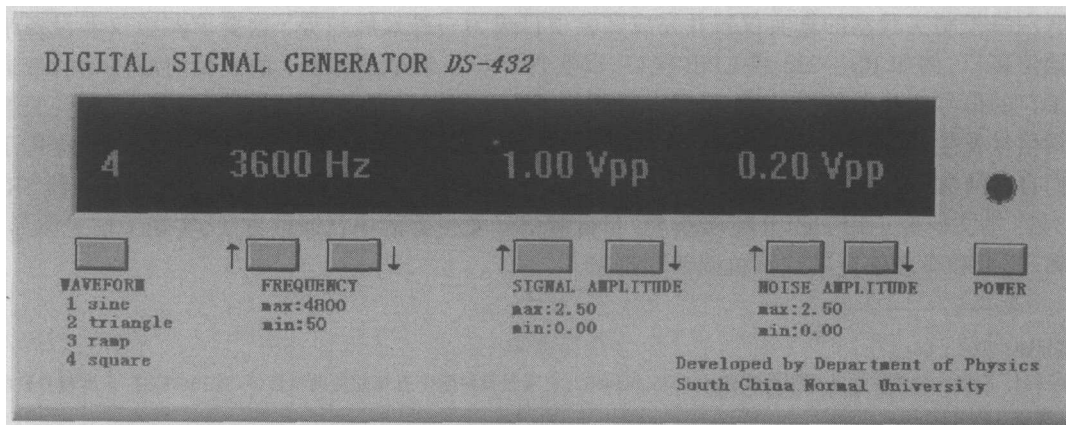 DIGITAL SIGNAL GENERATOR DS-432
4 3600 Hz 1.00 Vpp 0.20 Vpp
↑ ↓ ↑ ↓ ↑ ↓
WAVEFORM FREQUENCY SIGNAL AMPLITUDE NOISE AMPLITUDE POWER
1 sine max:4800 max:2.50 max:2.50
2 triangle min:50 min:0.00 min:0.00
3 ramp
4 square
Developed by Department of Physics
South China Normal University